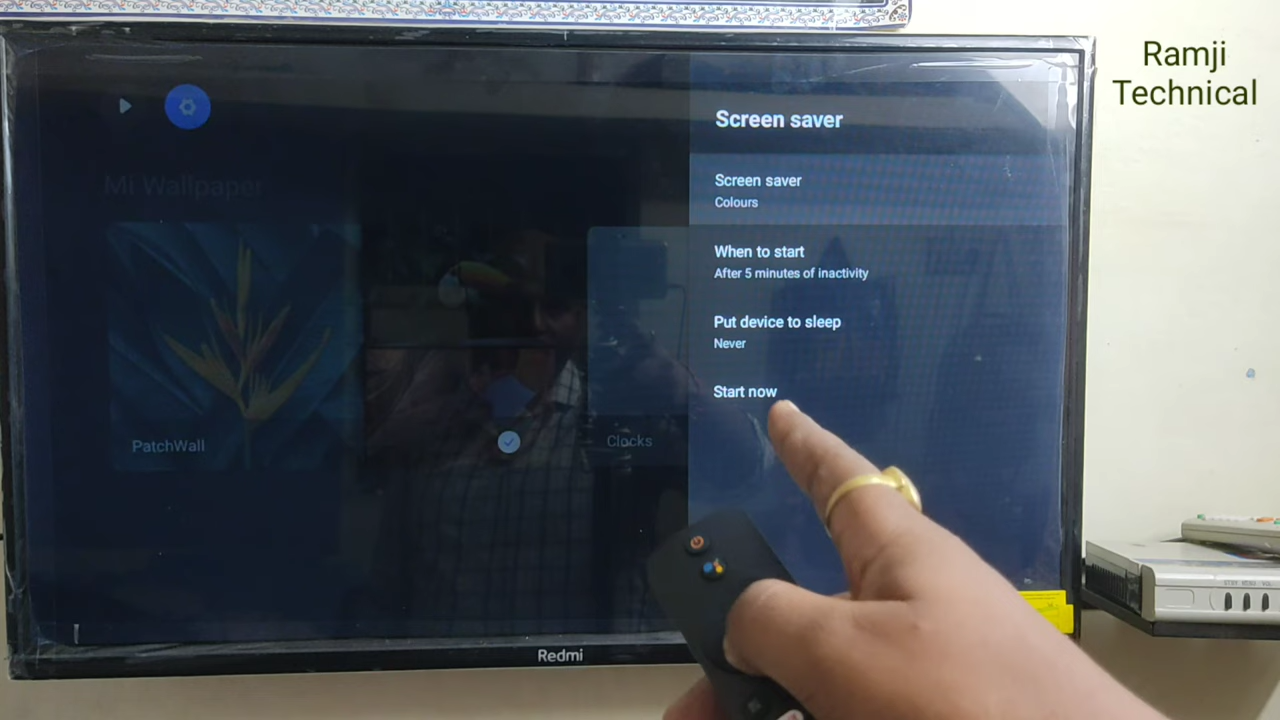 Ramji
Technical
Screen saver
Mi Wallpaper
Screen saver
Colours
When to start
After 5 minutes of inactivity
Put device to sleep
Never
Start now
PatchWall
Clocks
Redmi